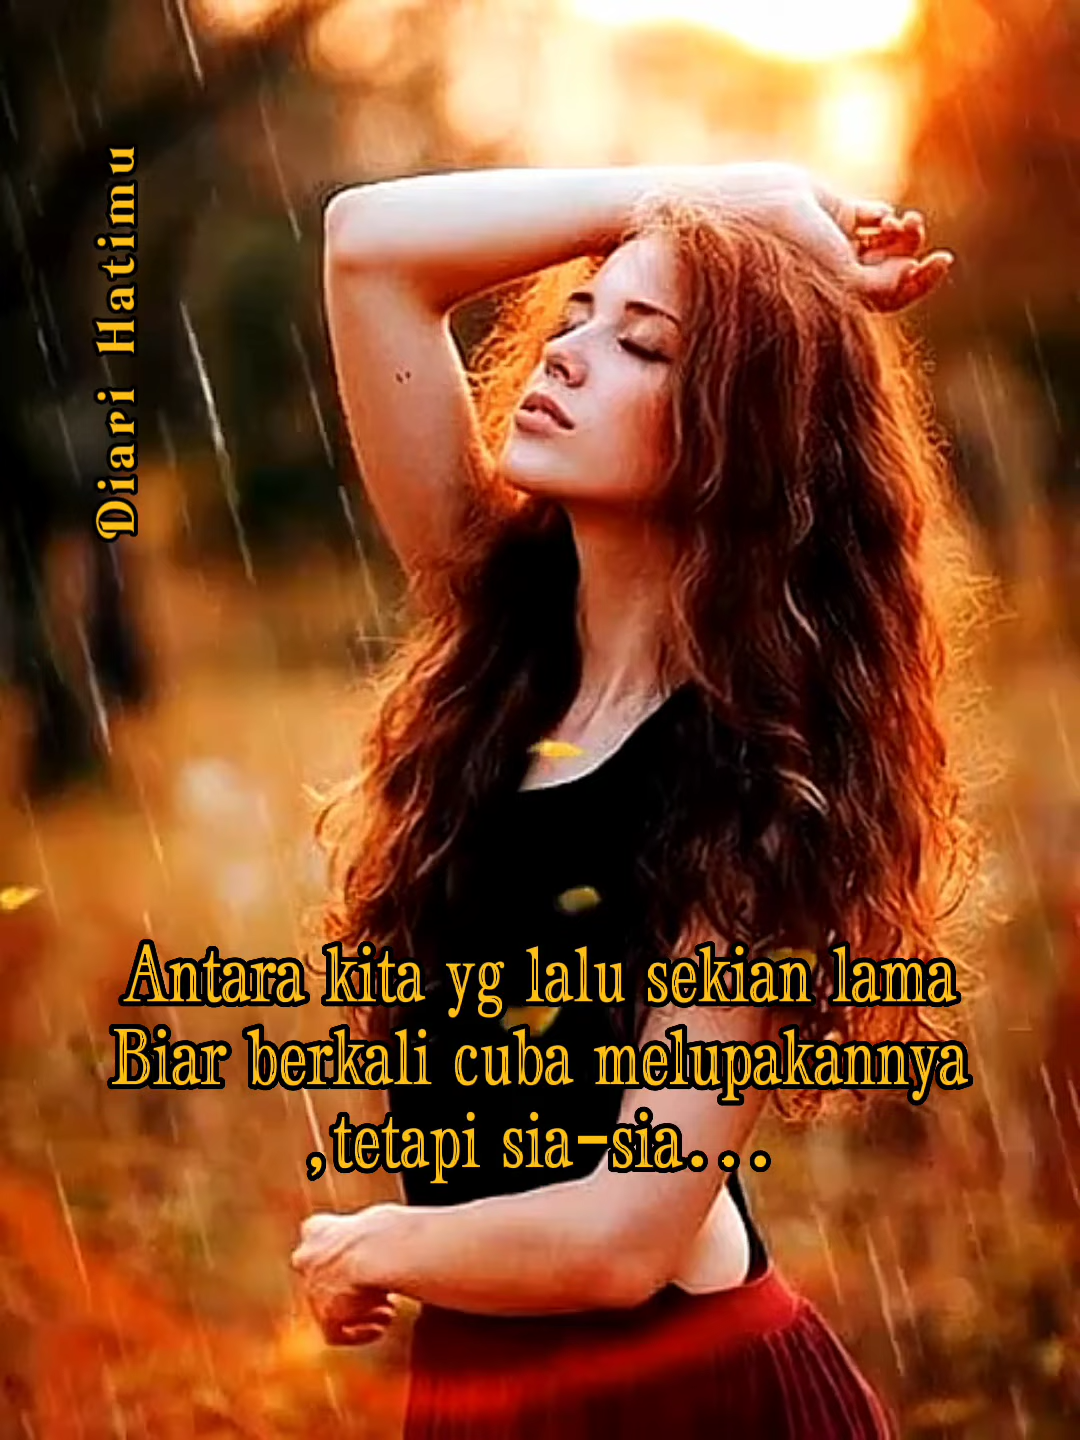 Diari Hatimu
Antara kita yg lalu sekian lama
Biar berkali cuba melupakannya
,tetapi sia-sia...